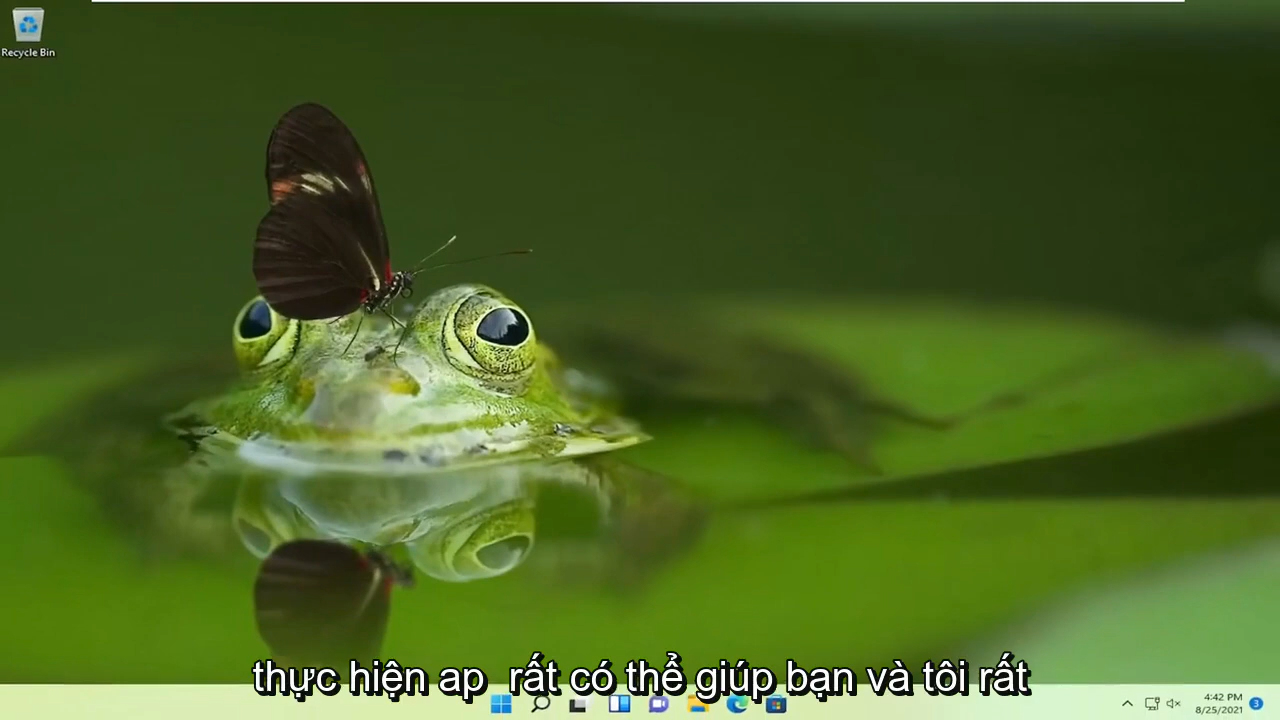 Recycle Bin
thực hiện ap  rất có thể giúp bạn và tôi rất
4:42 PM
8/25/2021
3